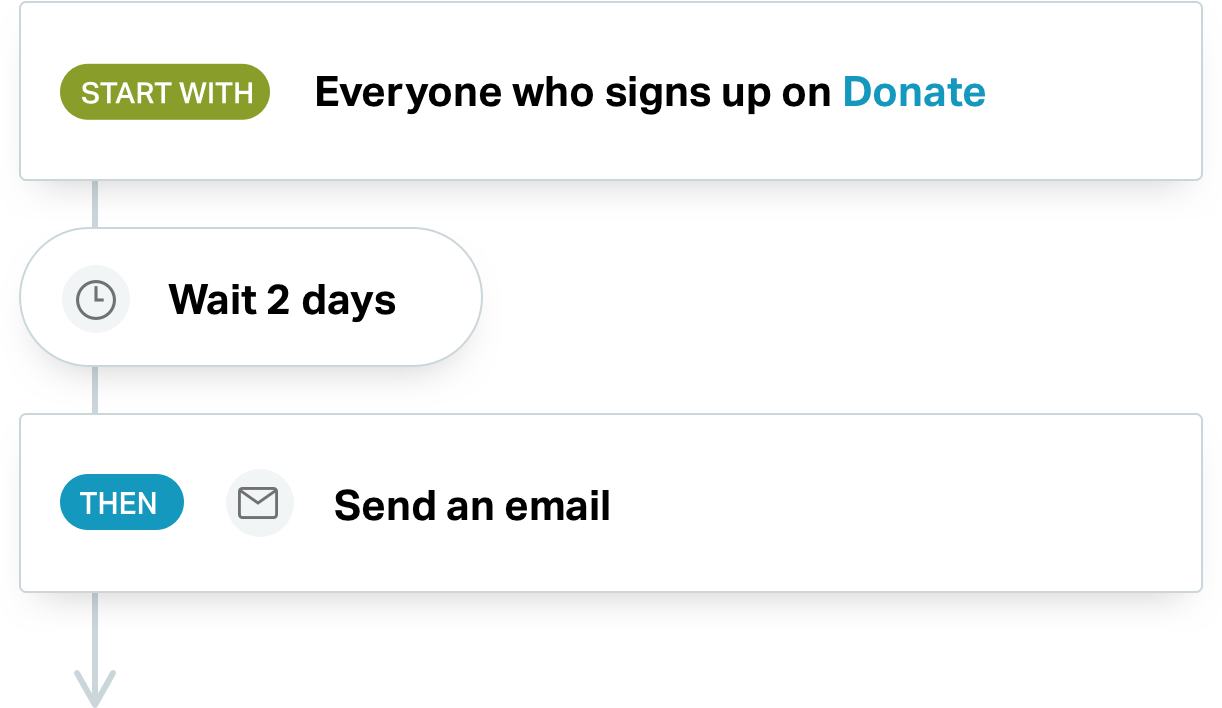 START WITH Everyone who signs up on Donate
Wait 2 days
THEN Send an email